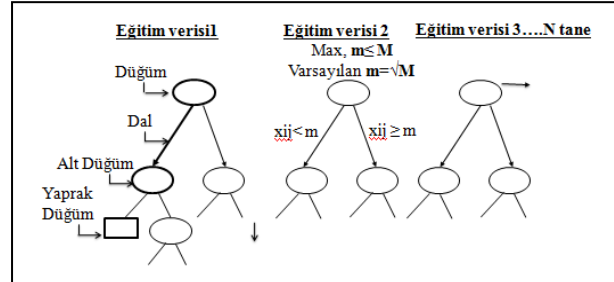 Eğitim verisi1
Eğitim verisi 2
Eğitim verisi 3….N tane
Max, m≤ M
Varsayılan m=√M
Düğüm
Dal
xij< m
xij ≥ m
Alt Düğüm
Yaprak
Düğüm